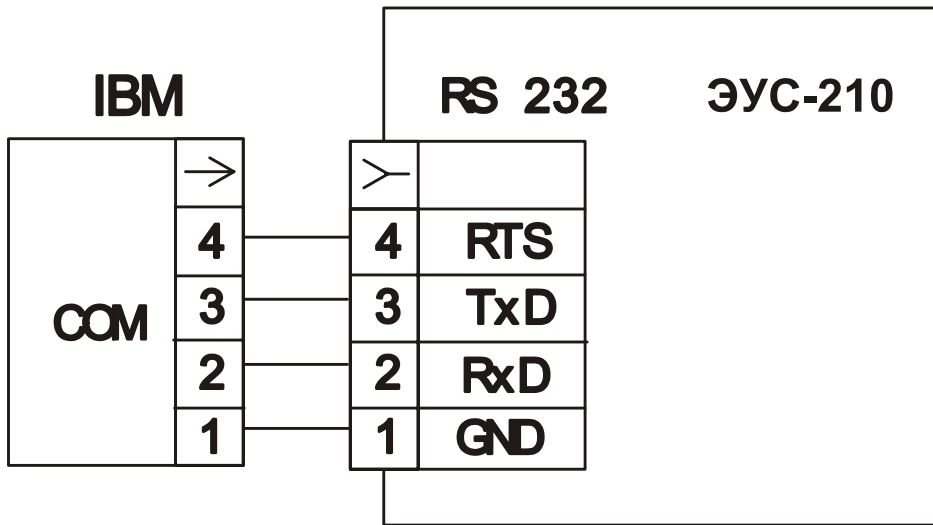 IBM RS 232 ЭУС-210
4 4 RTS
3 3 TxD
COM
2 2 RxD
1 1 GND